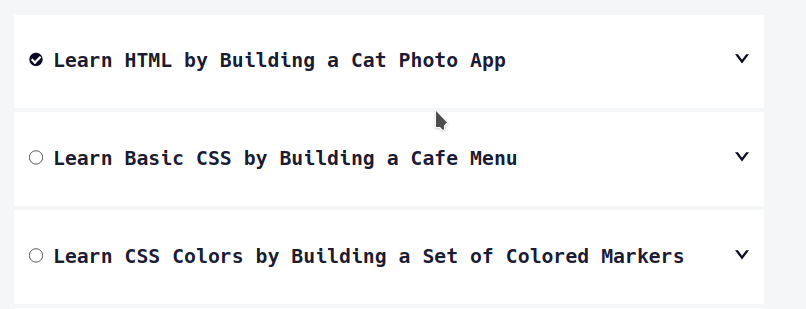 Learn HTML by Building a Cat Photo App
Learn Basic CSS by Building a Cafe Menu
Learn CSS Colors by Building a Set of Colored Markers